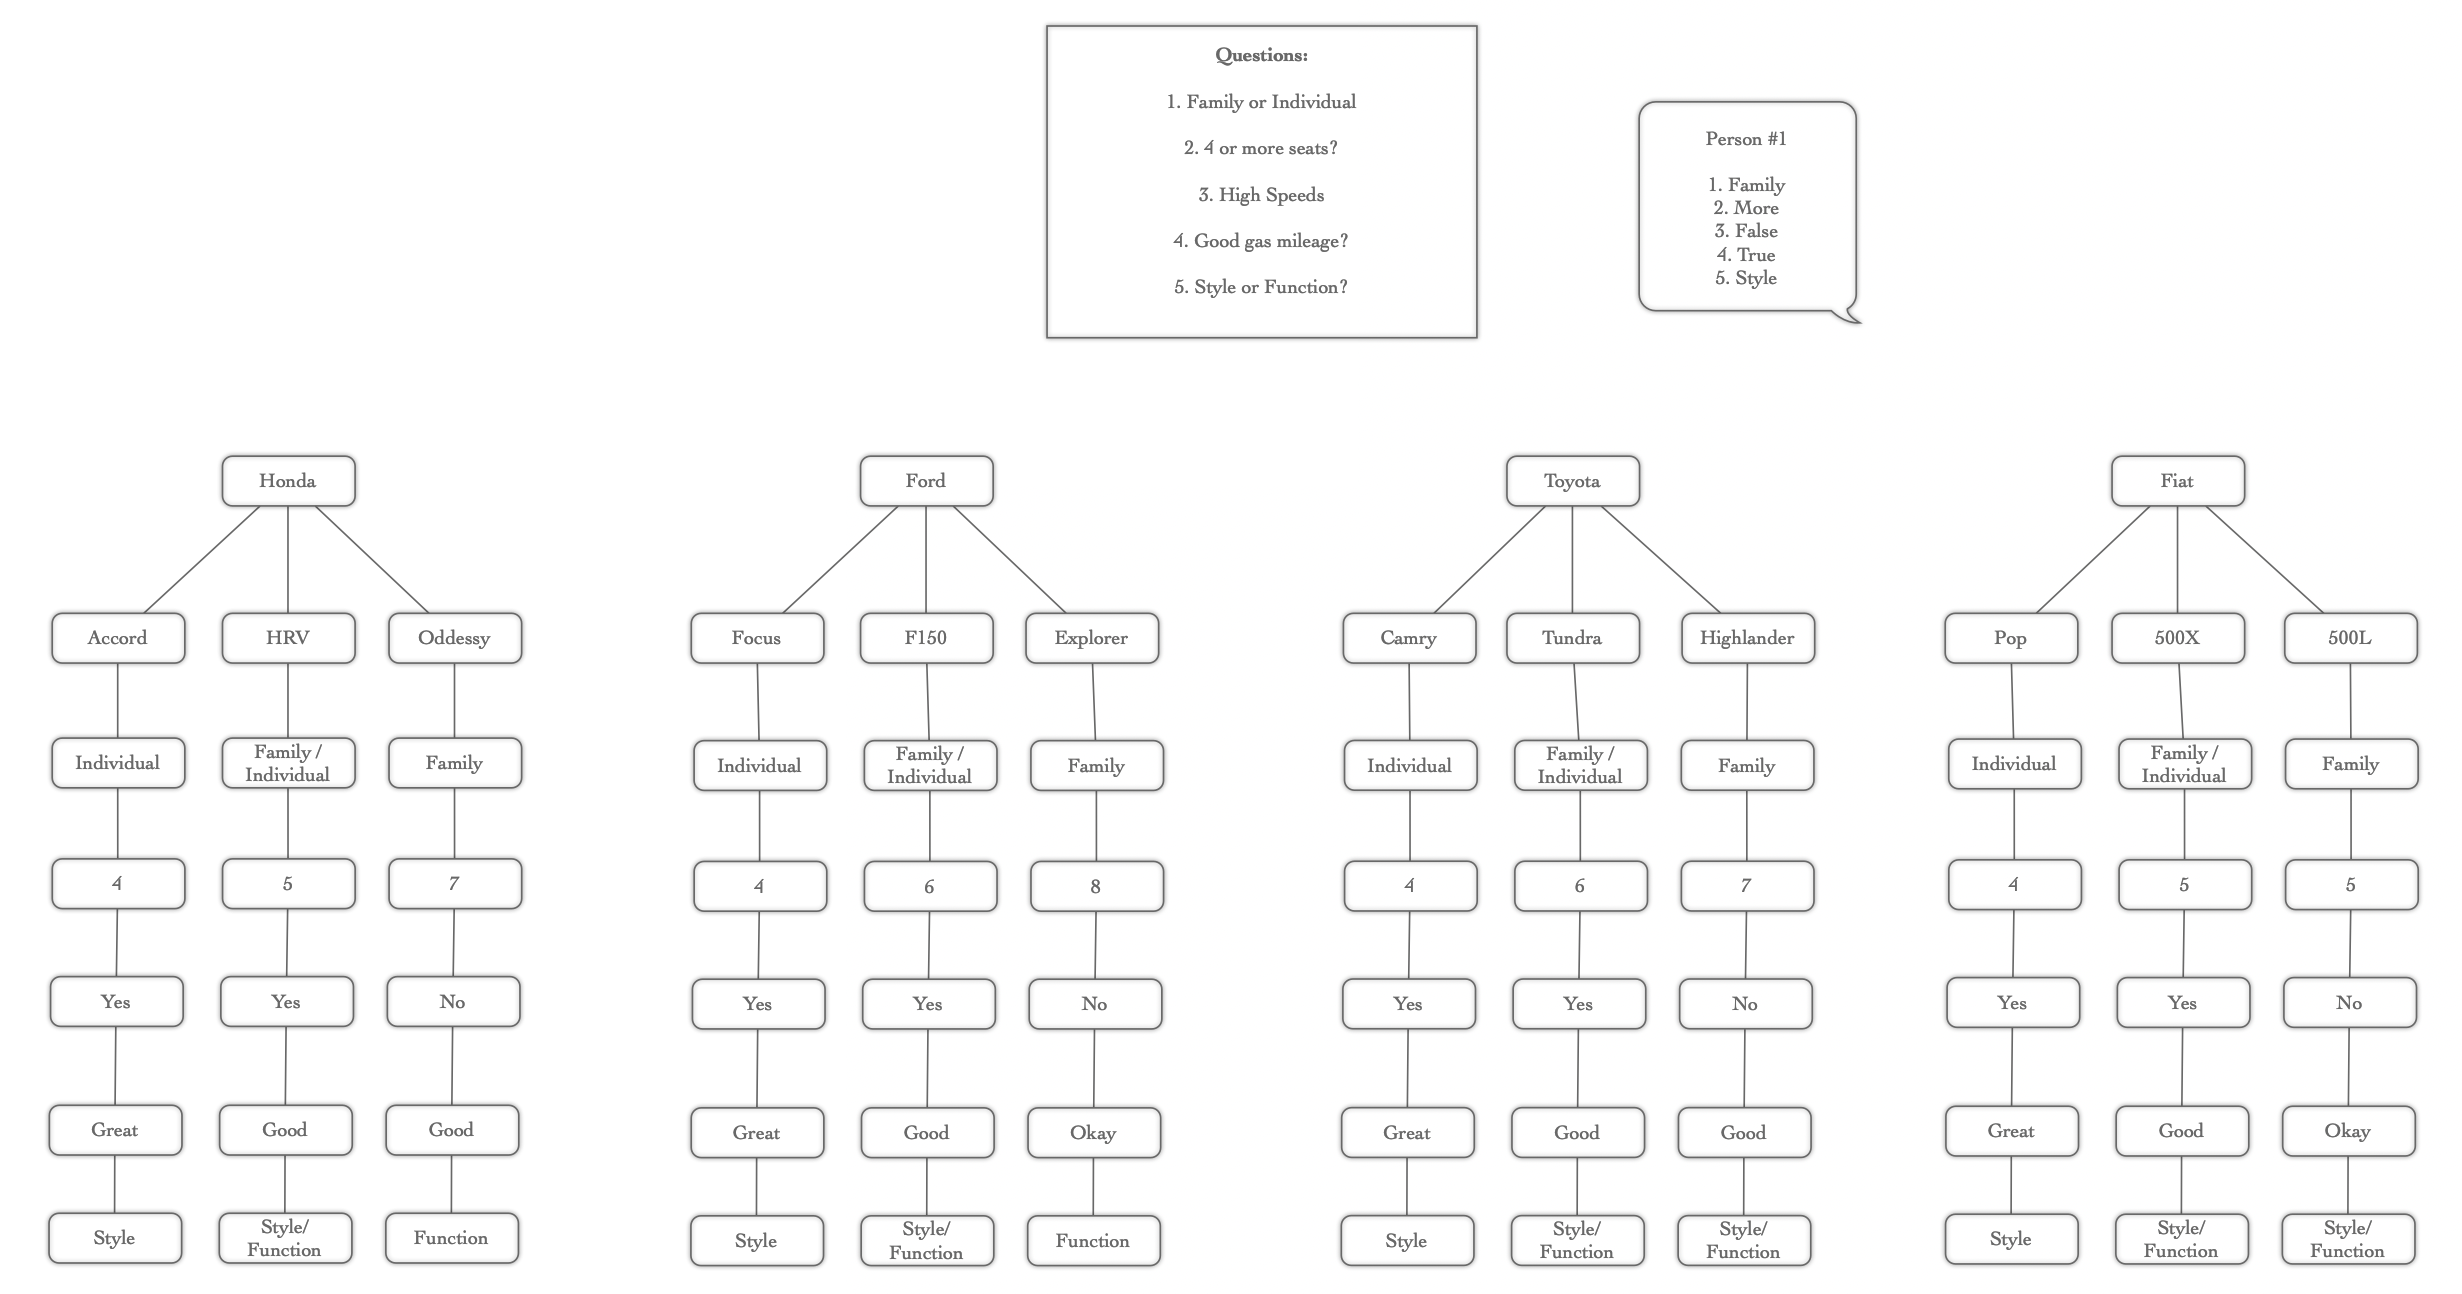 Questions:
1. Family or Individual
2. 4 or more seats?
3. High Speeds
4. Good gas mileage?
5. Style or Function?
Person #1
1. Family
2. More
3. False
4. True
5. Style
Honda
Ford
Toyota
Fiat
Accord
HRV
Oddessy
Focus
F150
Explorer
Camry
Tundra
Highlander
Pop
500X
500L
Individual
Family /
Individual
Family
Individual
Family /
Individual
Family
Individual
Family /
Individual
Family
Individual
Family /
Individual
Family
4
5
7
4
6
8
4
6
7
4
5
5
Yes
Yes
No
Yes
Yes
No
Yes
Yes
No
Yes
Yes
No
Great
Good
Good
Great
Good
Okay
Great
Good
Good
Great
Good
Okay
Style
Style/
Function
Function
Style
Style/
Function
Function
Style
Style/
Function
Style/
Function
Style
Style/
Function
Style/
Function